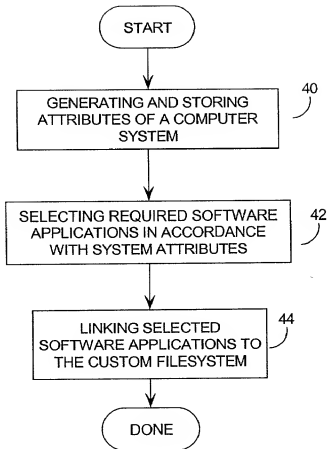 START
GENERATING AND STORING
ATTRIBUTES OF A COMPUTER
SYSTEM
40
SELECTING REQUIRED SOFTWARE
APPLICATIONS IN ACCORDANCE
WITH SYSTEM ATTRIBUTES
42
LINKING SELECTED
SOFTWARE APPLICATIONS TO
THE CUSTOM FILESYSTEM
44
DONE